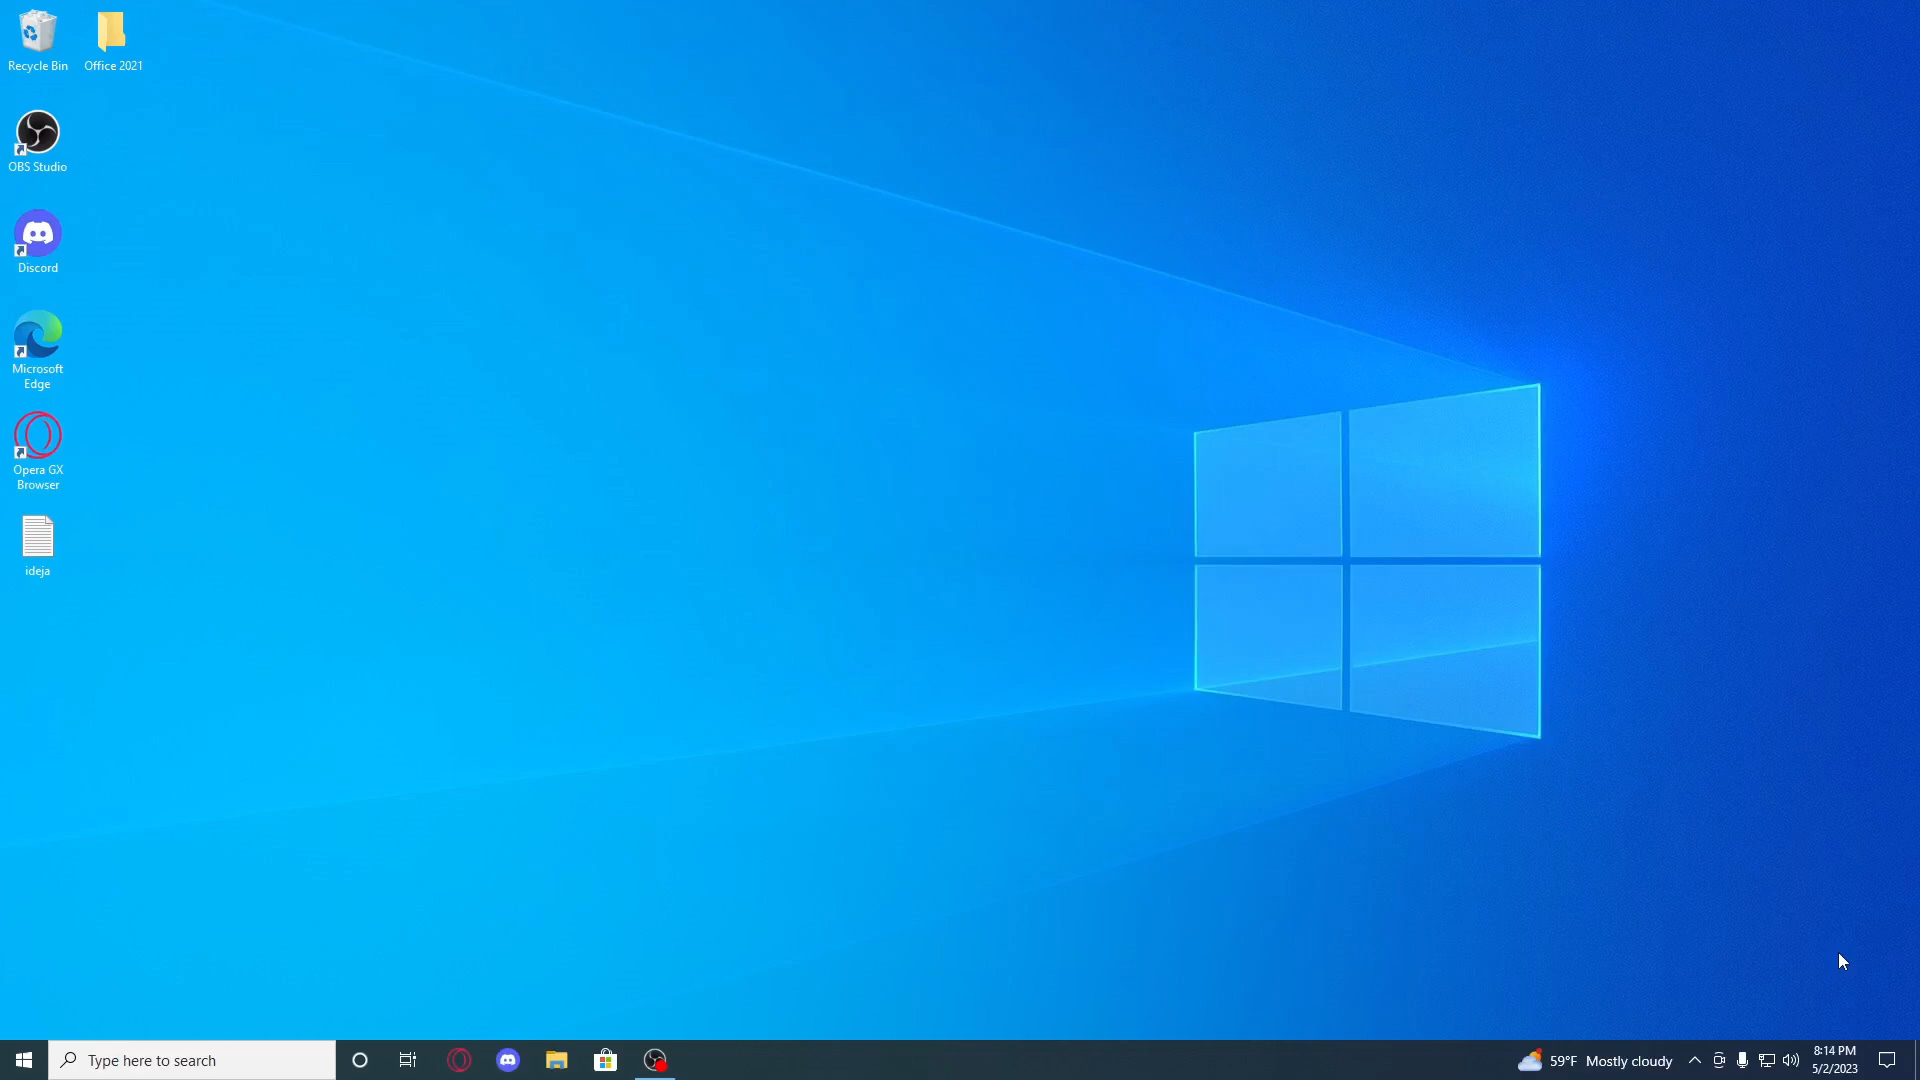 Recycle Bin
Office 2021
OBS Studio
Discord
Microsoft
Edge
Opera GX
Browser
ideja
Type here to search
59°F Mostly cloudy
8:14 PM
5/2/2023